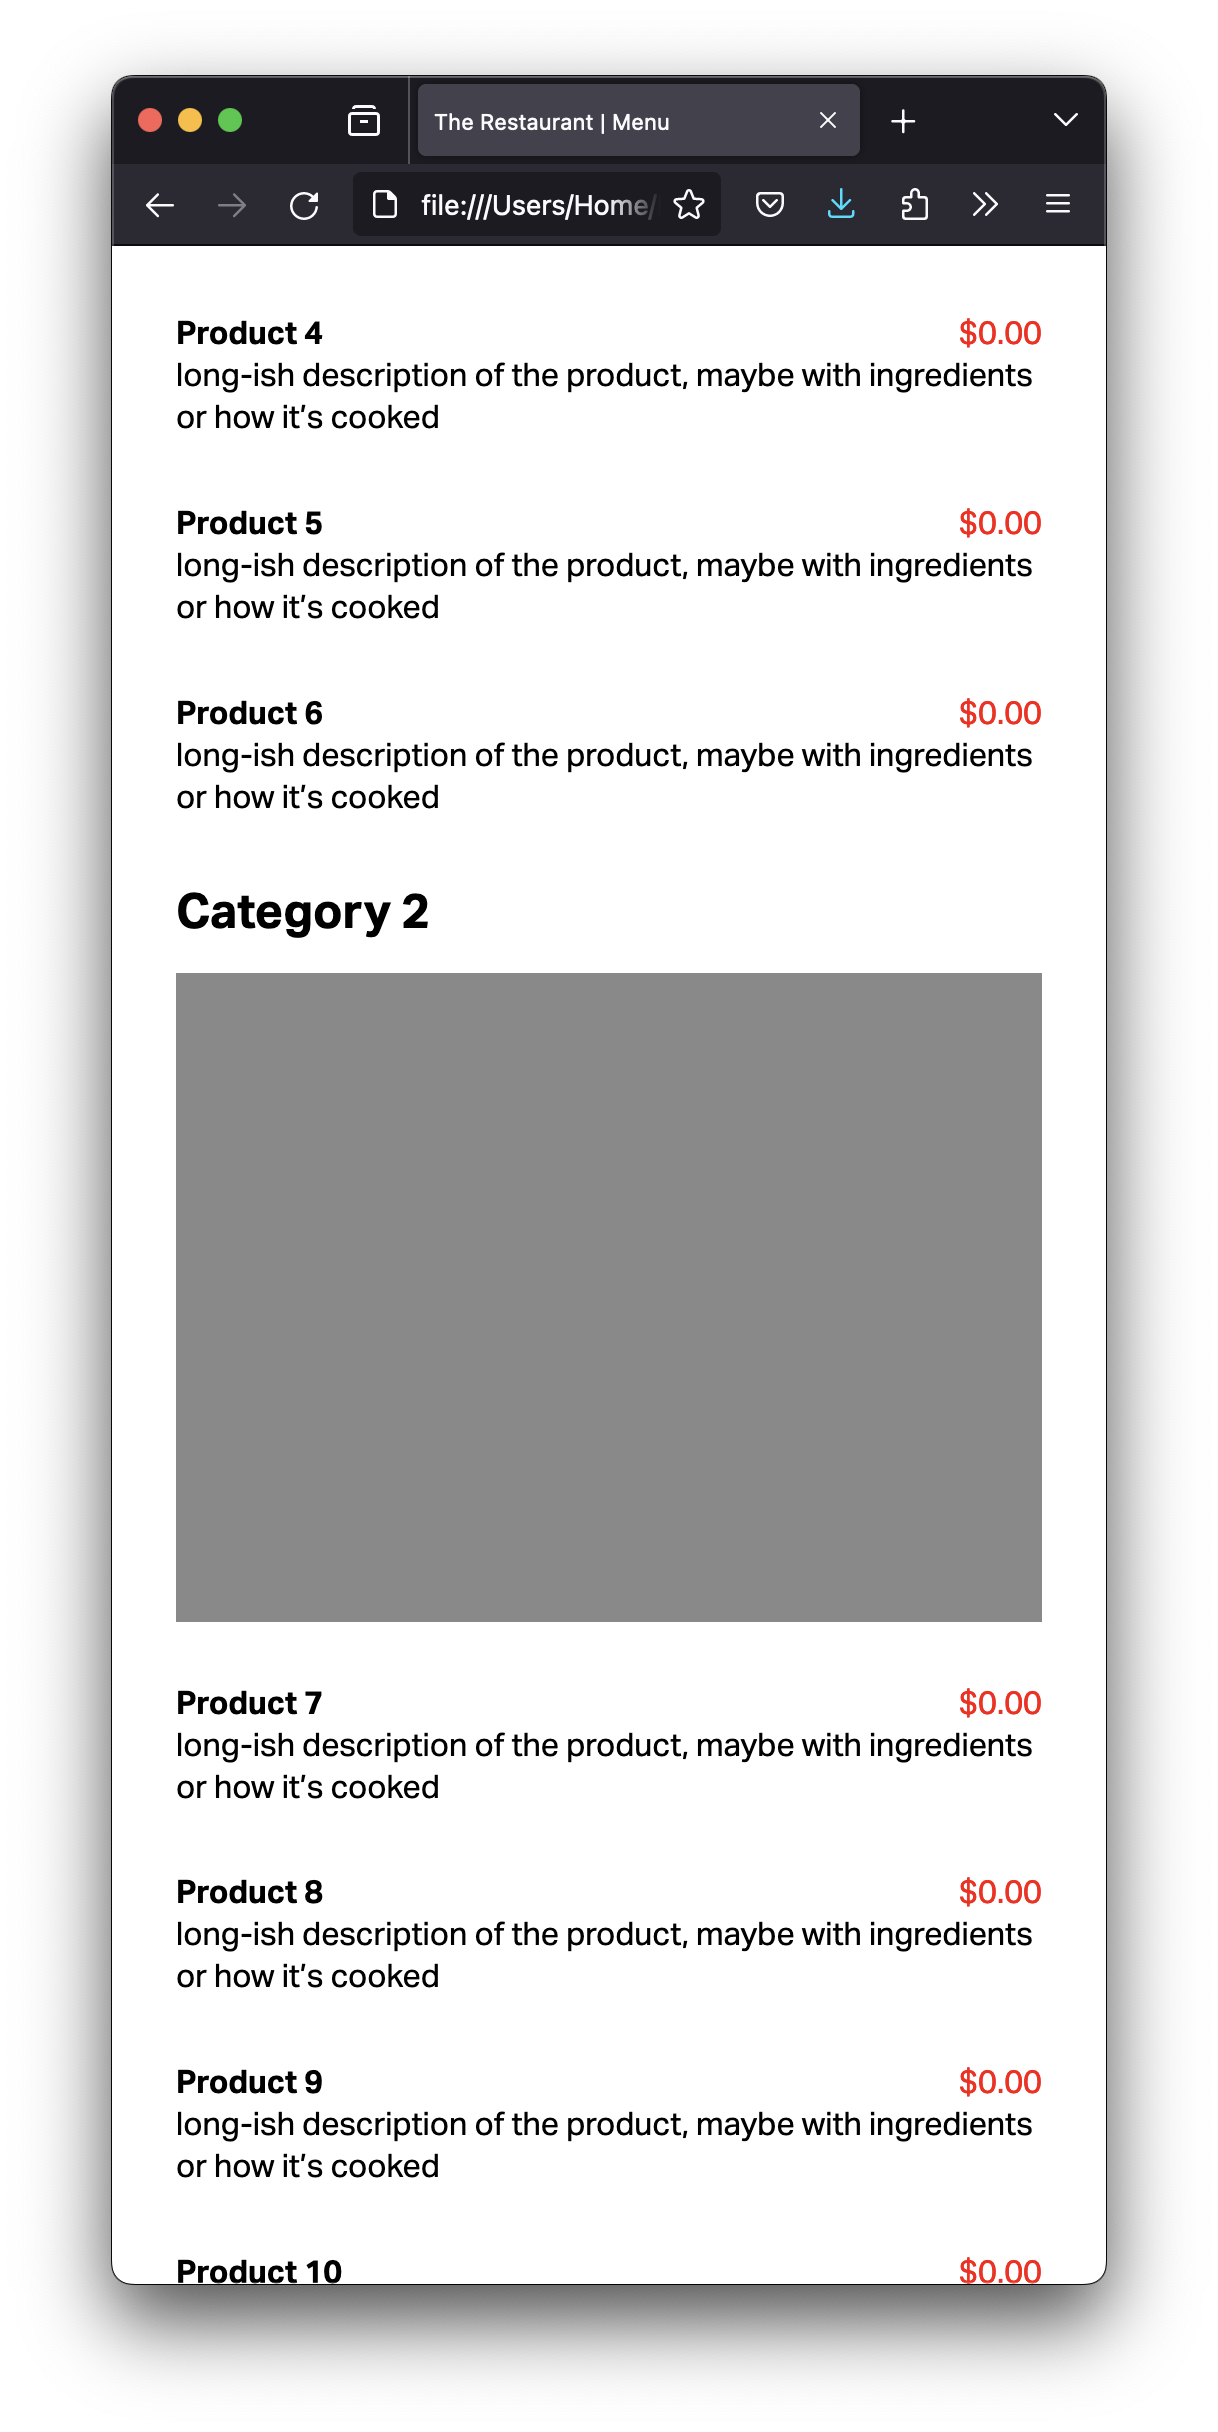 The Restaurant | Menu
file:///Users/Home/
Product 4 $0.00
long-ish description of the product, maybe with ingredients
or how it’s cooked
Product 5 $0.00
long-ish description of the product, maybe with ingredients
or how it’s cooked
Product 6 $0.00
long-ish description of the product, maybe with ingredients
or how it’s cooked
Category 2
Product 7 $0.00
long-ish description of the product, maybe with ingredients
or how it’s cooked
Product 8 $0.00
long-ish description of the product, maybe with ingredients
or how it’s cooked
Product 9 $0.00
long-ish description of the product, maybe with ingredients
or how it’s cooked
Product 10 $0.00